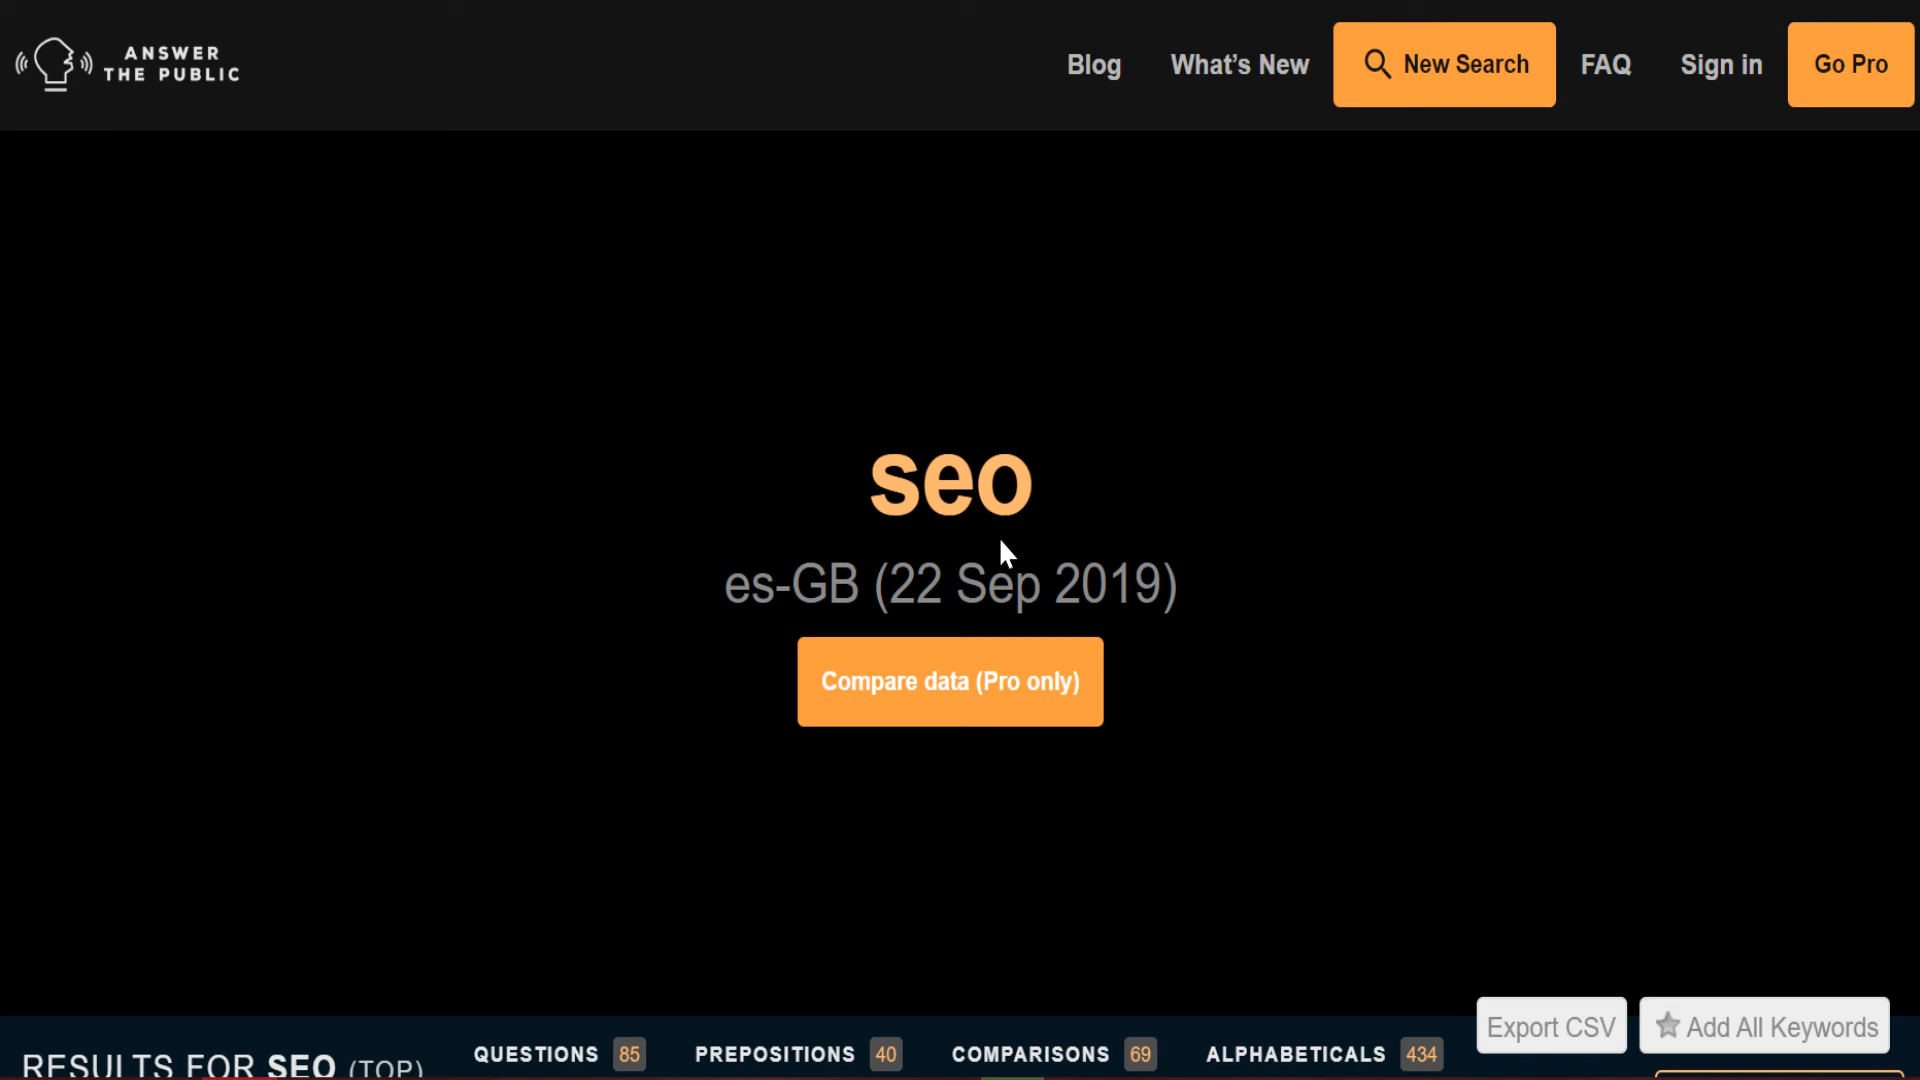 ANSWER
THE PUBLIC
Blog
What's New
New Search
FAQ
Sign in
Go Pro
seo
es-GB (22 Sep 2019)
Compare data (Pro only)
Export CSV
Add All Keywords
RESULTS FOR SEO (TOP)
QUESTIONS 85
PREPOSITIONS 40
COMPARISONS 69
ALPHABETICALS 434